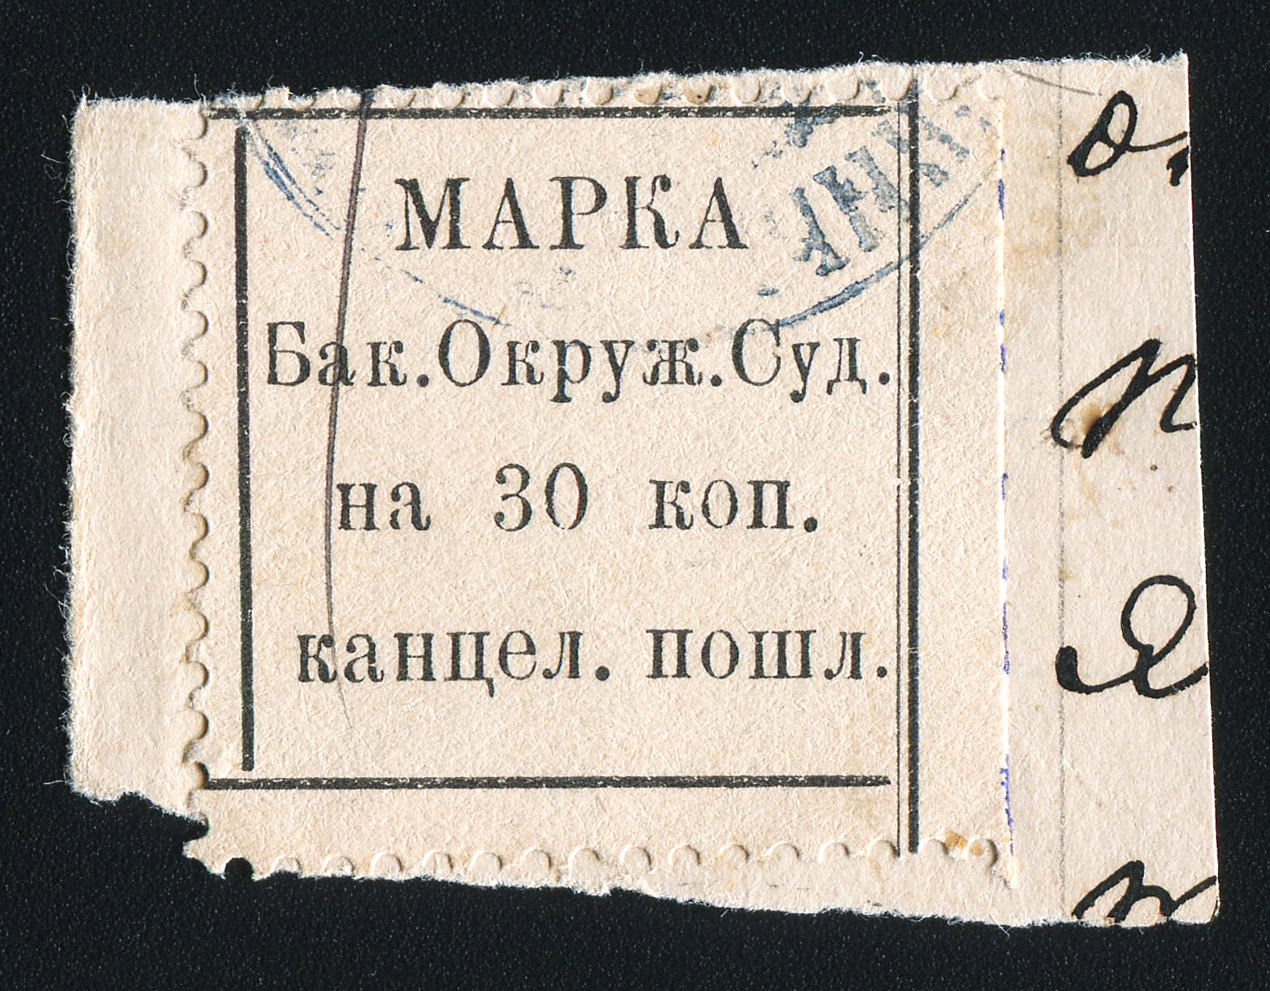 МАРКА
Бак. Окруж. Суд.
на 30 коп.
канцел. пошл.